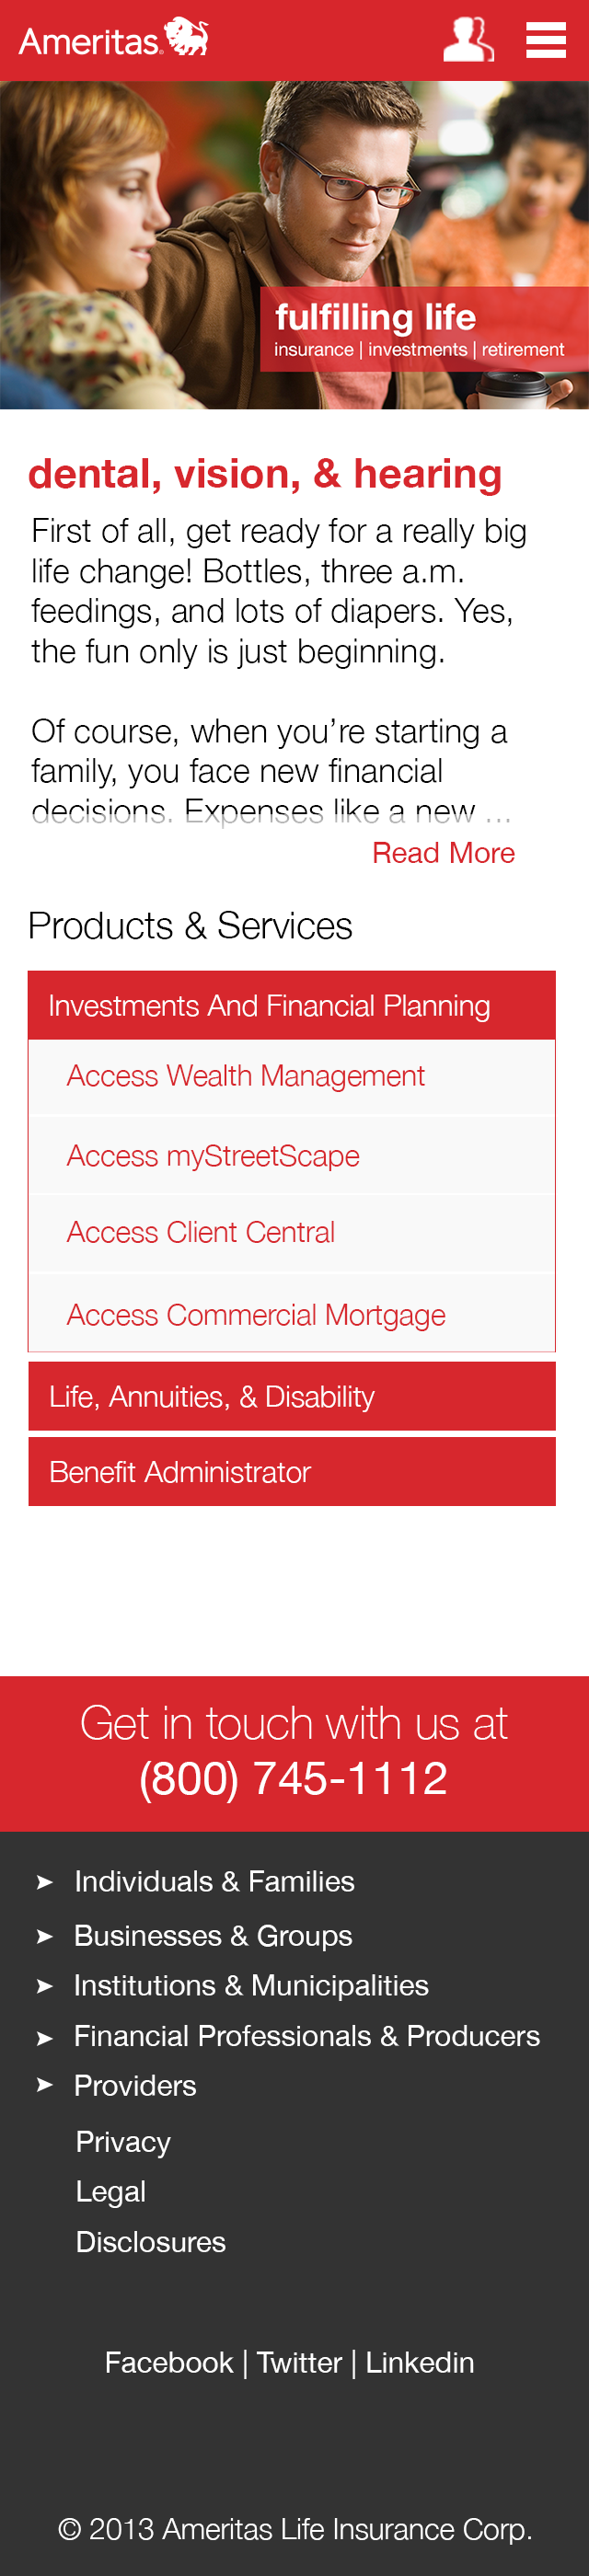 Ameritas
fulfilling life
insurance | investments | retirement
dental, vision, & hearing
First of all, get ready for a really big
life change! Bottles, three a.m.
feedings, and lots of diapers. Yes,
the fun only is just beginning.
Of course, when you’re starting a
family, you face new financial
decisions. Expenses like a new ...
Read More
Products & Services
Investments And Financial Planning
Access Wealth Management
Access myStreetScape
Access Client Central
Access Commercial Mortgage
Life, Annuities, & Disability
Benefit Administrator
Get in touch with us at
(800) 745-1112
➤ Individuals & Families
➤ Businesses & Groups
➤ Institutions & Municipalities
➤ Financial Professionals & Producers
➤ Providers
Privacy
Legal
Disclosures
Facebook | Twitter | Linkedin
© 2013 Ameritas Life Insurance Corp.